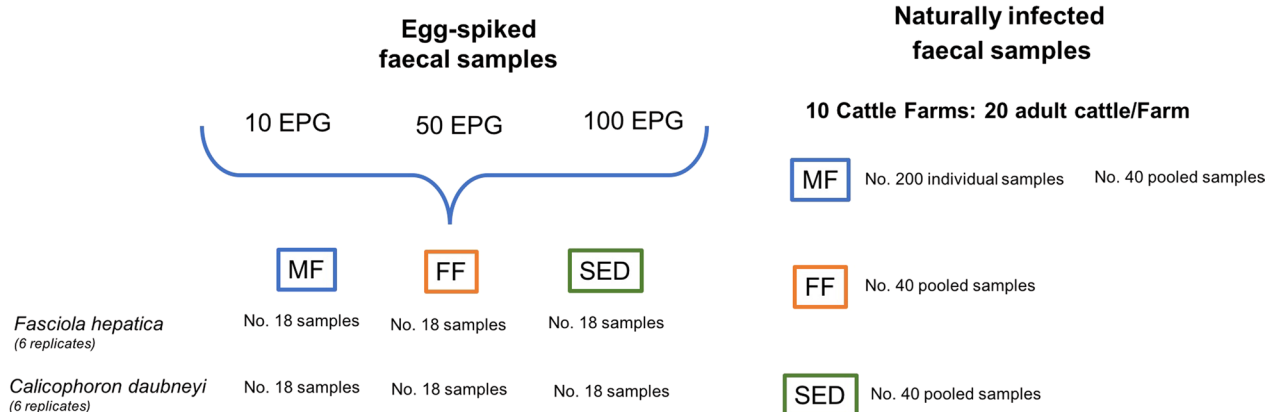 Egg-spiked
faecal samples
10 EPG 50 EPG 100 EPG
MF FF SED
Fasciola hepatica No. 18 samples No. 18 samples No. 18 samples
(6 replicates)
Calicophoron daubneyi No. 18 samples No. 18 samples No. 18 samples
(6 replicates)
Naturally infected
faecal samples
10 Cattle Farms: 20 adult cattle/Farm
MF No. 200 individual samples No. 40 pooled samples
FF No. 40 pooled samples
SED No. 40 pooled samples